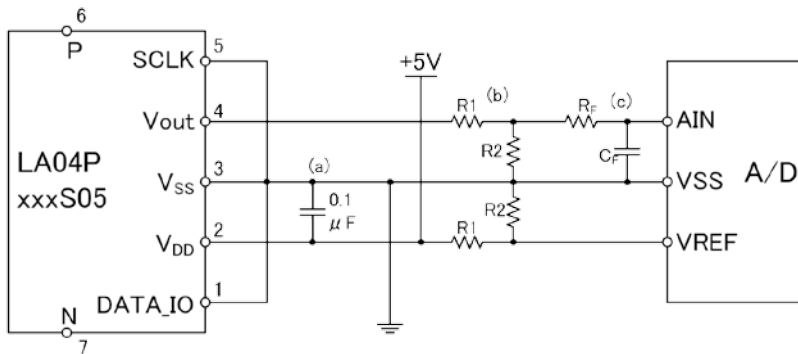 6
P
SCLK
5
Vout
4
LA04P
xxxS05
VSS
3
VDD
2
DATA_IO
1
N
7
(a)
0.1
μF
+5V
R1
(b)
R2
RF
(c)
CF
R2
R1
AIN
VSS
VREF
A/D